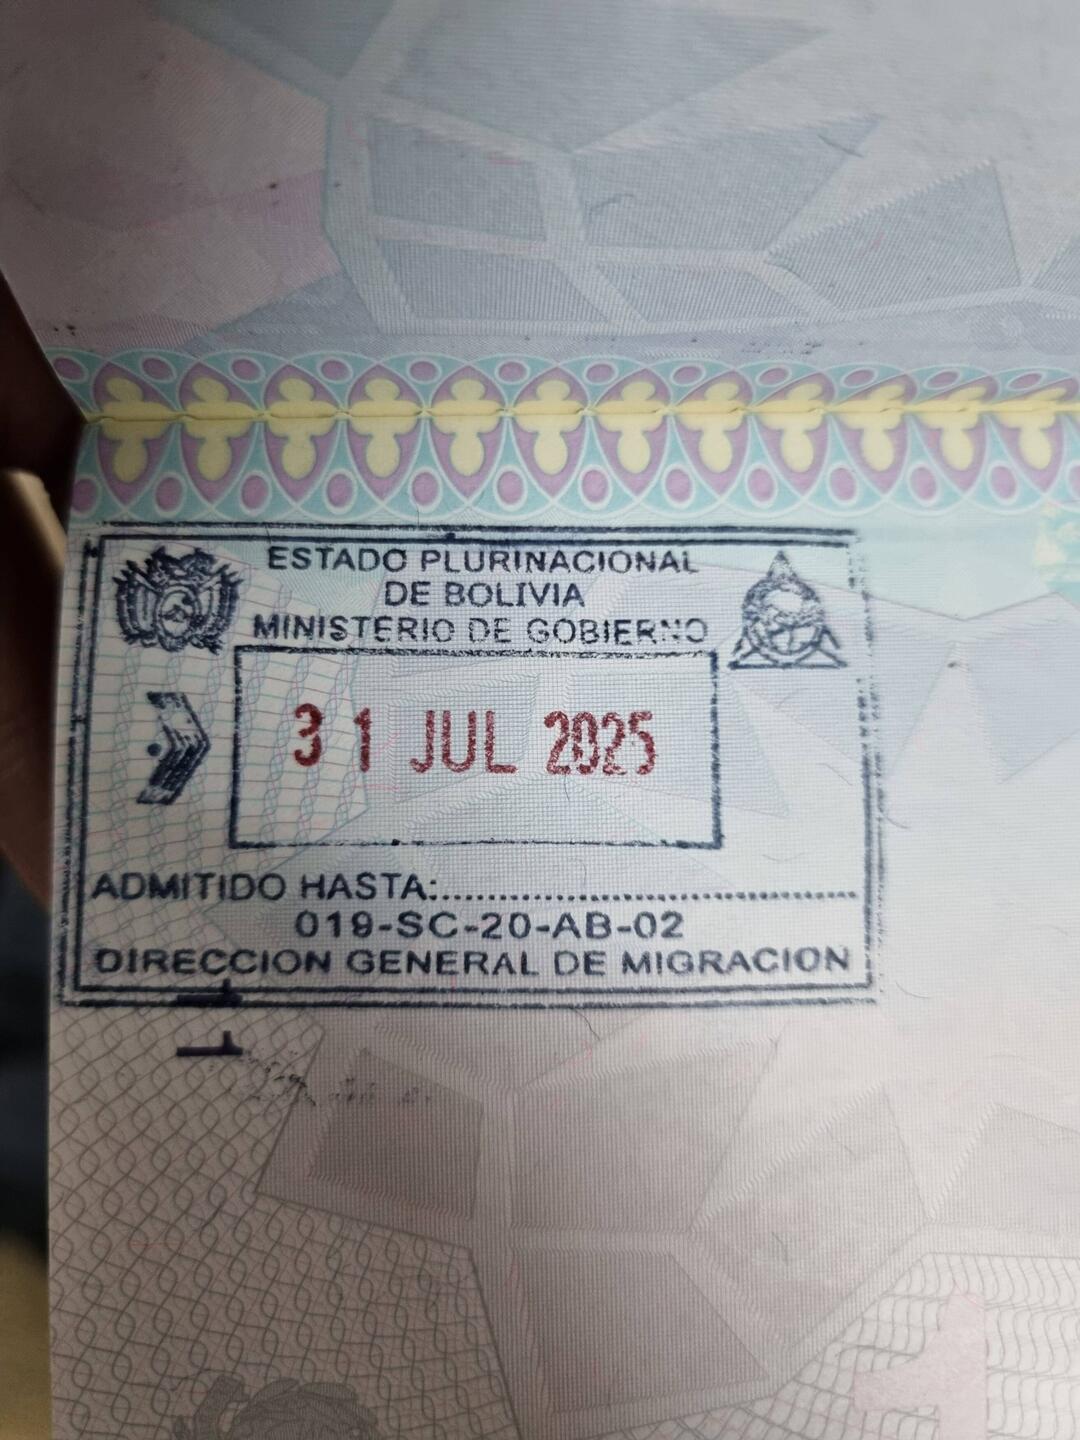 ESTADO PLURINACIONAL
DE BOLIVIA
MINISTERIO DE GOBIERNO
31 JUL 2025
ADMITIDO HASTA:....................................
019-SC-20-AB-02
DIRECCION GENERAL DE MIGRACION